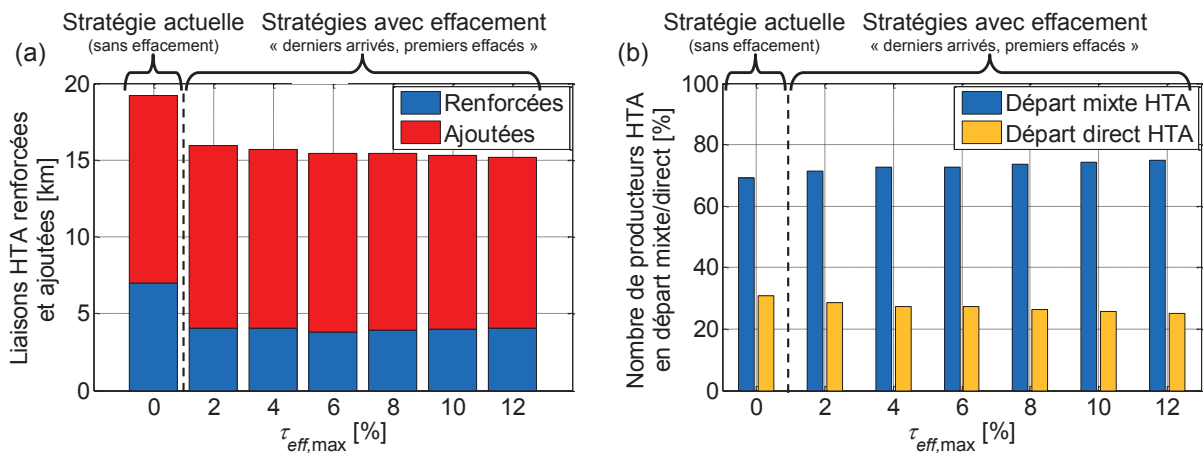 Stratégie actuelle
(sans effacement)
Stratégies avec effacement
« derniers arrivés, premiers effacés »
(a)
Liaisons HTA renforcées
et ajoutées [km]
20
15
10
5
0
Renforcées
Ajoutées
0 2 4 6 8 10 12
τeff,max [%]
Stratégie actuelle
(sans effacement)
Stratégies avec effacement
« derniers arrivés, premiers effacés »
(b)
Nombre de producteurs HTA
en départ mixte/direct [%]
100
80
60
40
20
0
Départ mixte HTA
Départ direct HTA
0 2 4 6 8 10 12
τeff,max [%]